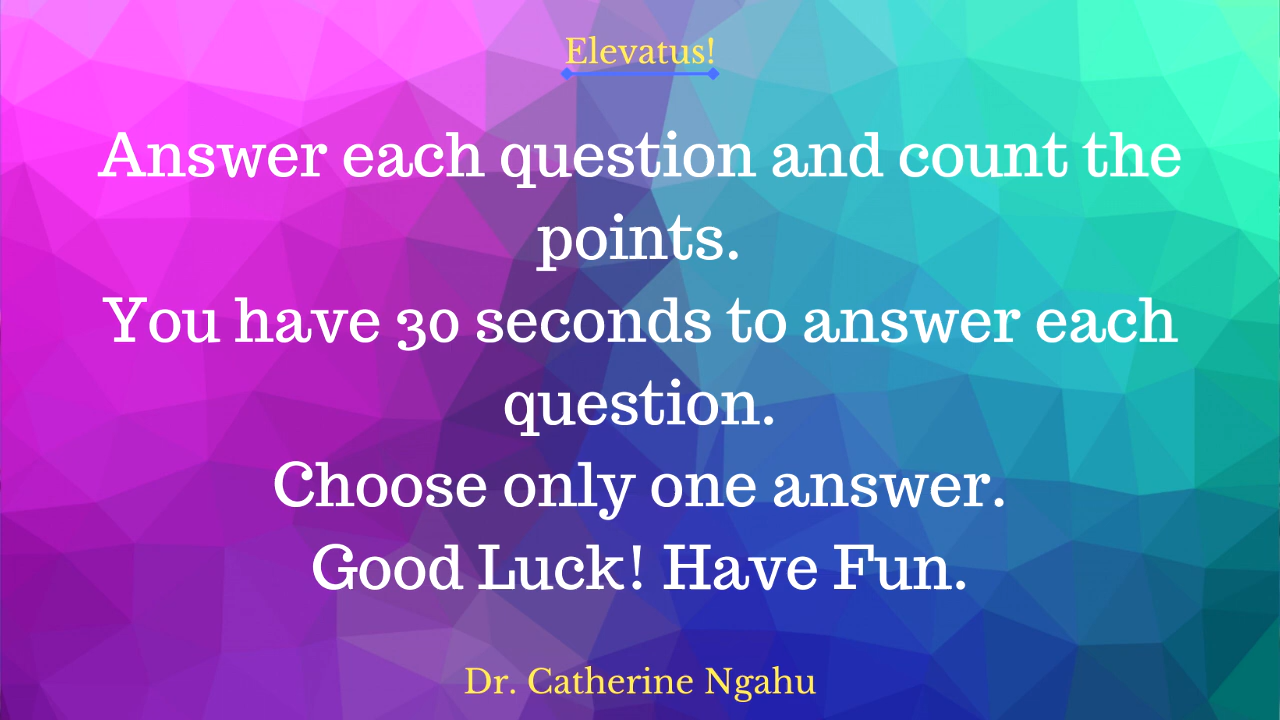 Elevatus!
Answer each question and count the
points.
You have 30 seconds to answer each
question.
Choose only one answer.
Good Luck! Have Fun.
Dr. Catherine Ngahu